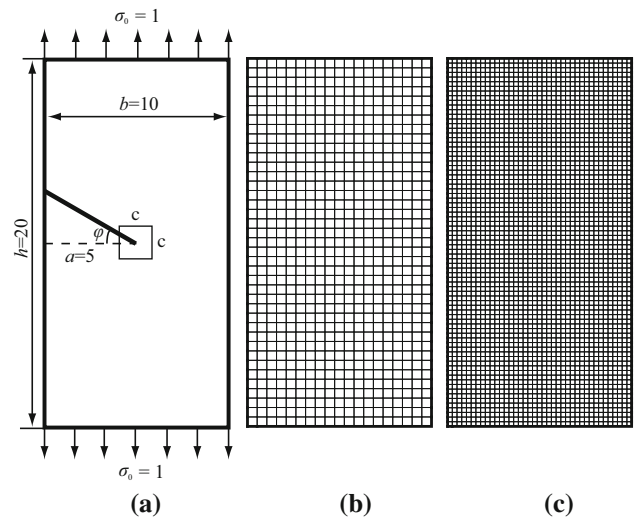 σ₀ = 1
b=10
h=20
c
φ
c
a=5
σ₀ = 1
(a) (b) (c)